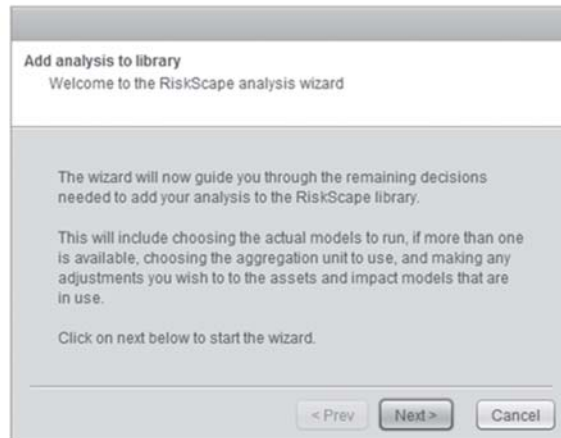 Add analysis to library
Welcome to the RiskScape analysis wizard
The wizard will now guide you through the remaining decisions
needed to add your analysis to the RiskScape library.
This will include choosing the actual models to run, if more than one
is available, choosing the aggregation unit to use, and making any
adjustments you wish to to the assets and impact models that are
in use.
Click on next below to start the wizard.
< Prev
Next >
Cancel